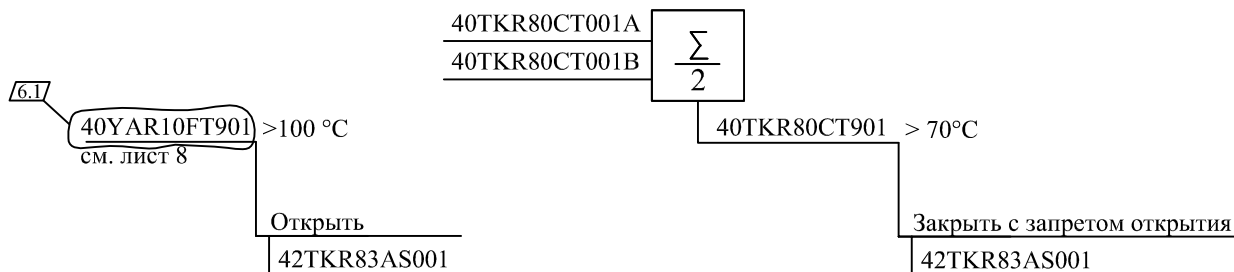 40TKR80CT001A
40TKR80CT001B
∑
2
6.1
40YAR10FT901 >100 °C
см. лист 8
40TKR80CT901 > 70°C
Открыть
42TKR83AS001
Закрыть с запретом открытия
42TKR83AS001